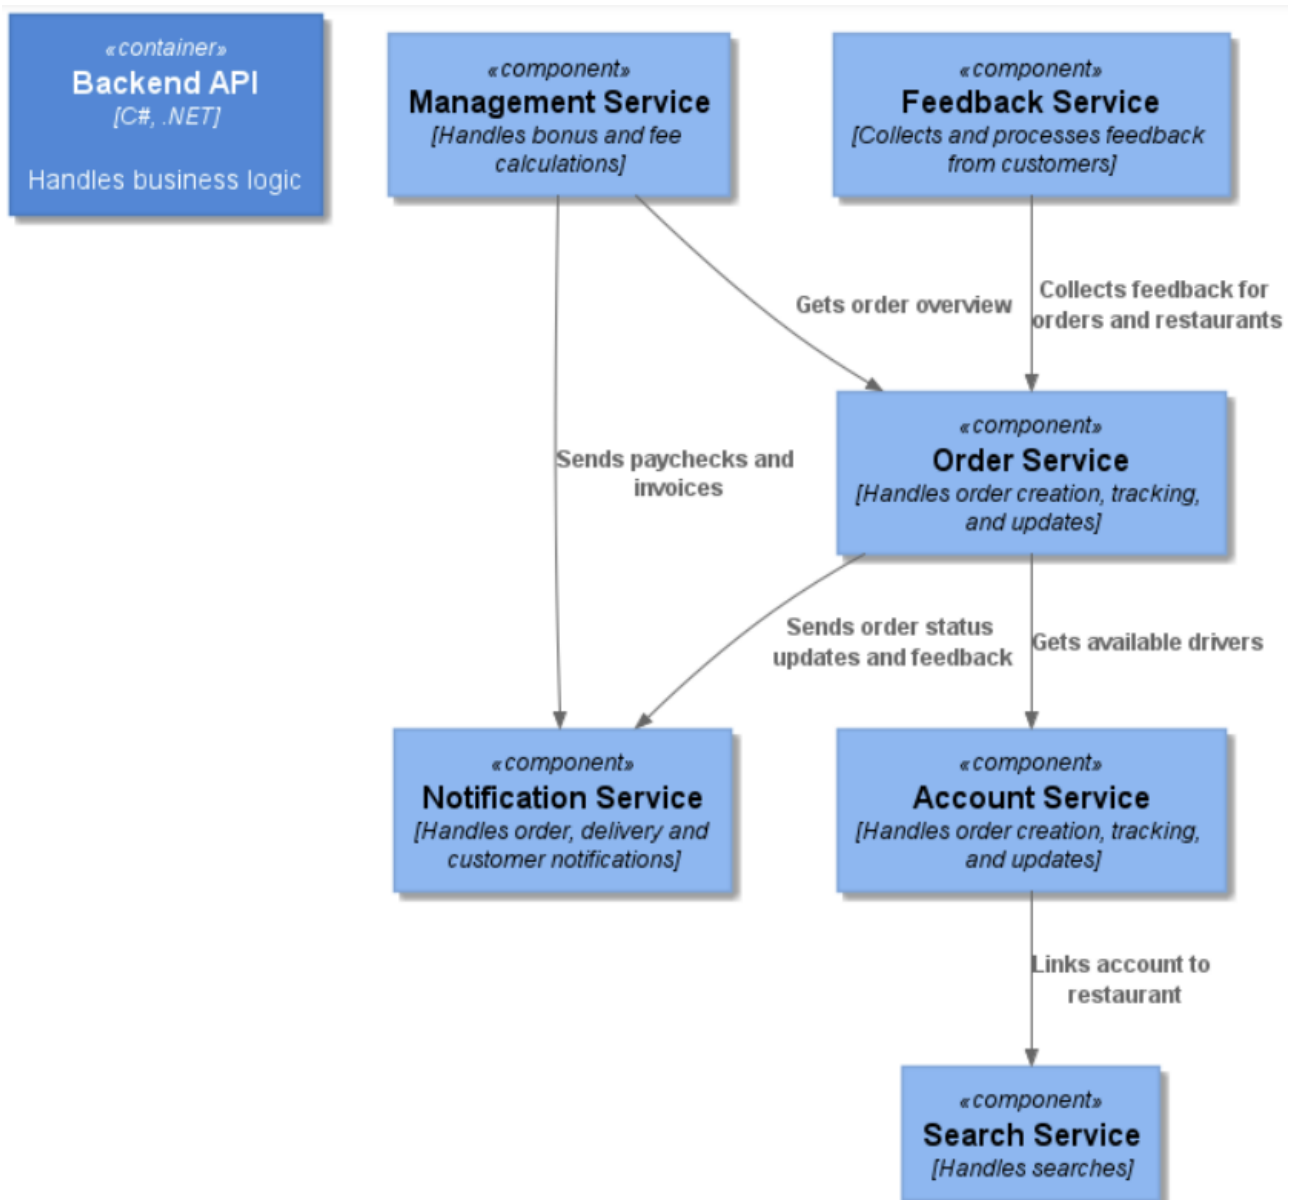 «container»
Backend API
[C#, .NET]
Handles business logic
«component»
Management Service
[Handles bonus and fee
calculations]
«component»
Feedback Service
[Collects and processes feedback
from customers]
Gets order overview
Collects feedback for
orders and restaurants
«component»
Order Service
[Handles order creation, tracking,
and updates]
Sends paychecks and
invoices
Sends order status
updates and feedback
Gets available drivers
«component»
Notification Service
[Handles order, delivery and
customer notifications]
«component»
Account Service
[Handles order creation, tracking,
and updates]
Links account to
restaurant
«component»
Search Service
[Handles searches]